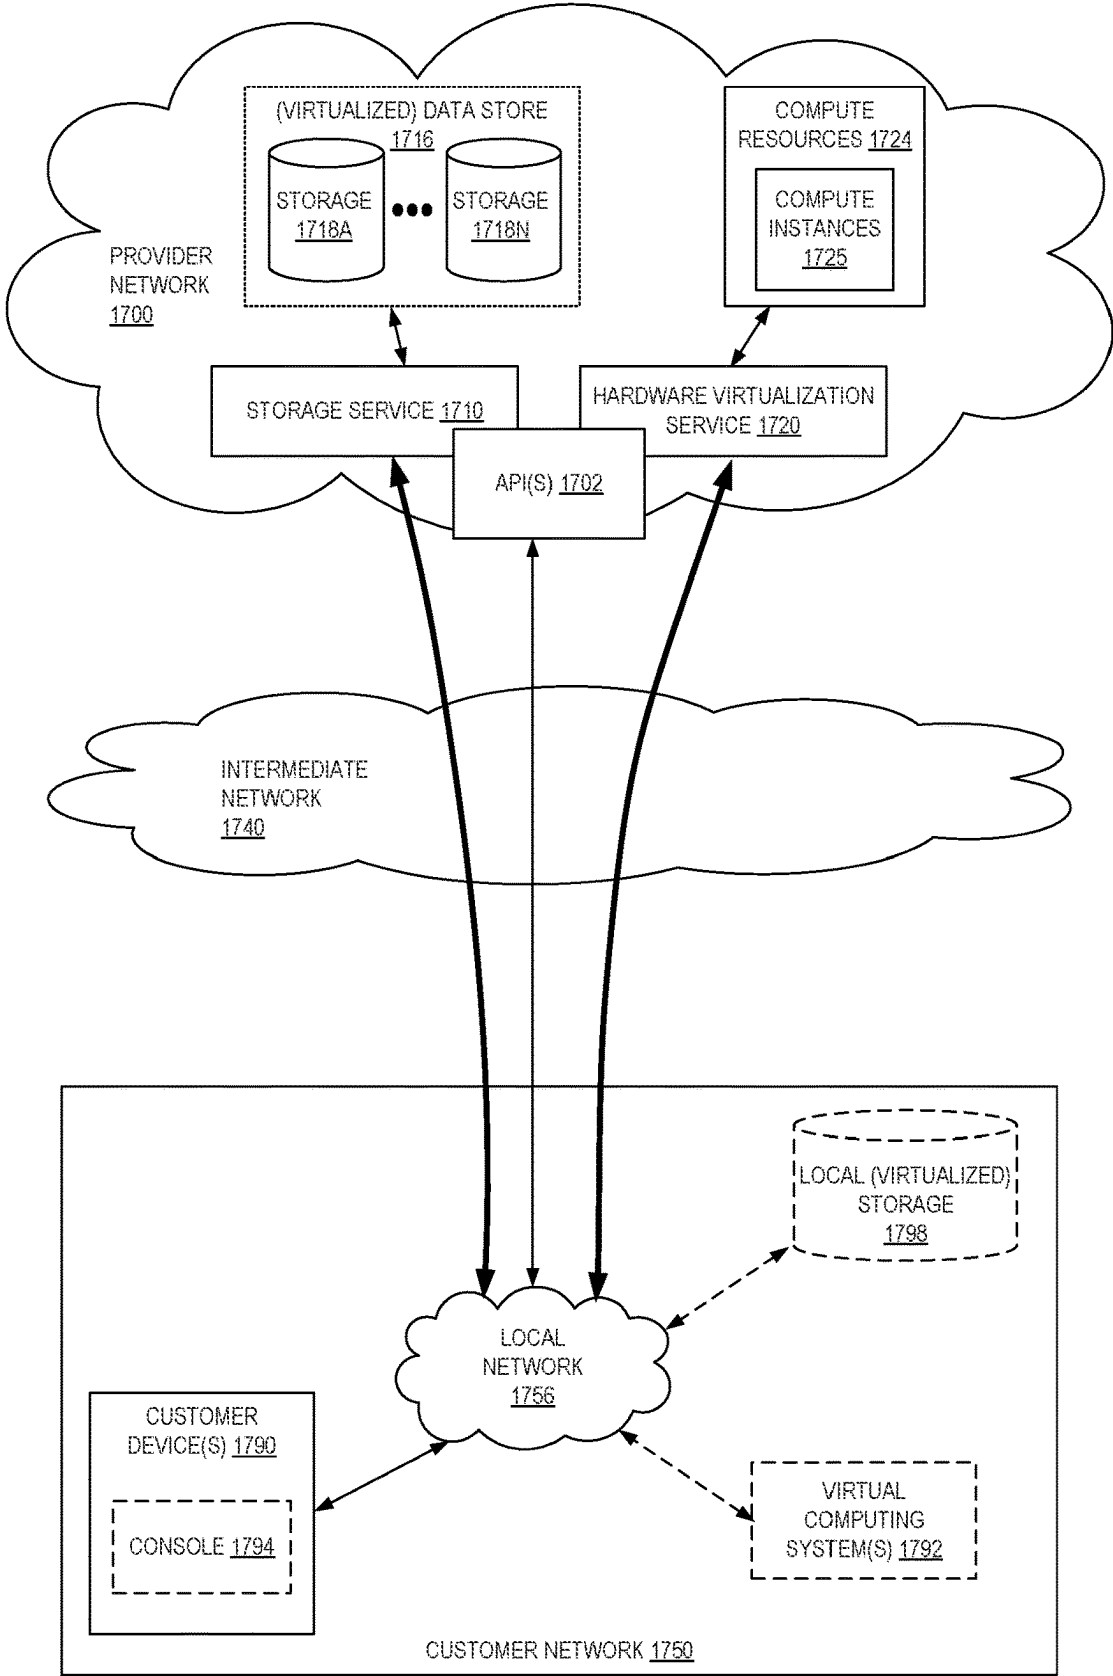 (VIRTUALIZED) DATA STORE
1716
STORAGE
1718A
STORAGE
1718N
COMPUTE
RESOURCES 1724
COMPUTE
INSTANCES
1725
PROVIDER
NETWORK
1700
STORAGE SERVICE 1710
HARDWARE VIRTUALIZATION
SERVICE 1720
API(S) 1702
INTERMEDIATE
NETWORK
1740
LOCAL (VIRTUALIZED)
STORAGE
1798
LOCAL
NETWORK
1756
CUSTOMER
DEVICE(S) 1790
CONSOLE 1794
VIRTUAL
COMPUTING
SYSTEM(S) 1792
CUSTOMER NETWORK 1750